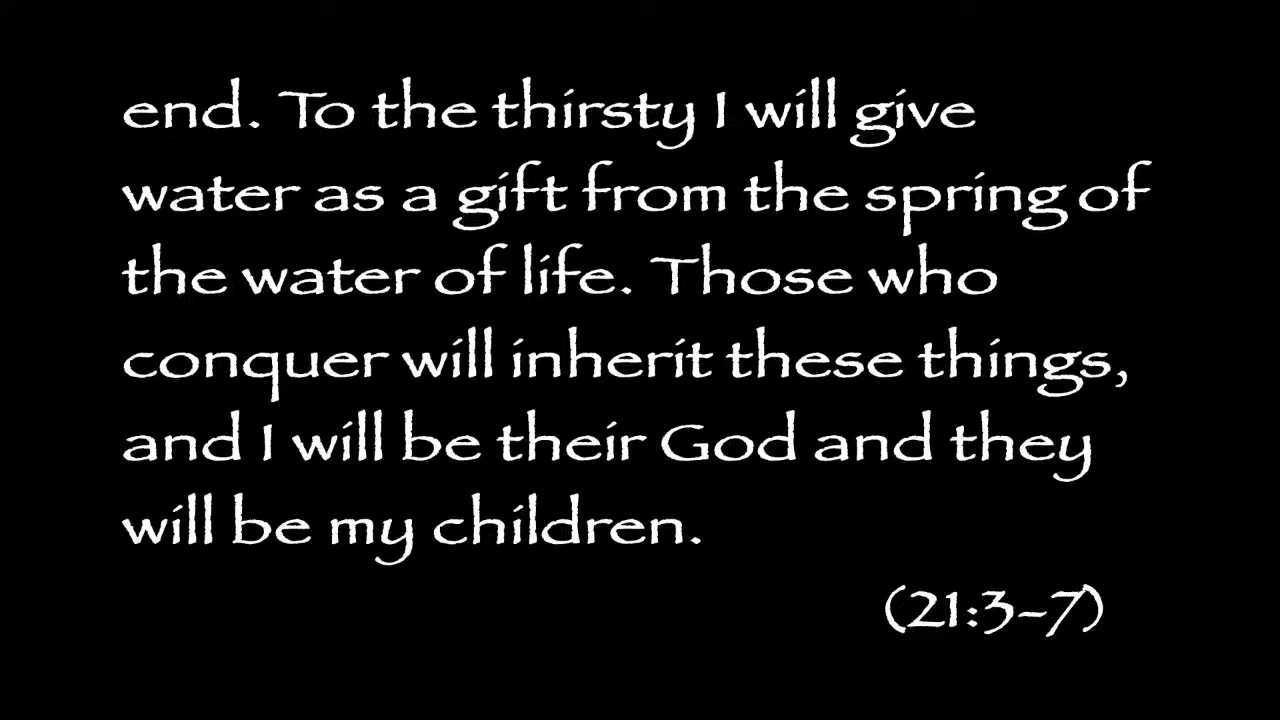 end. To the thirsty I will give
water as a gift from the spring of
the water of life. Those who
conquer will inherit these things,
and I will be their God and they
will be my children.
(21:3-7)